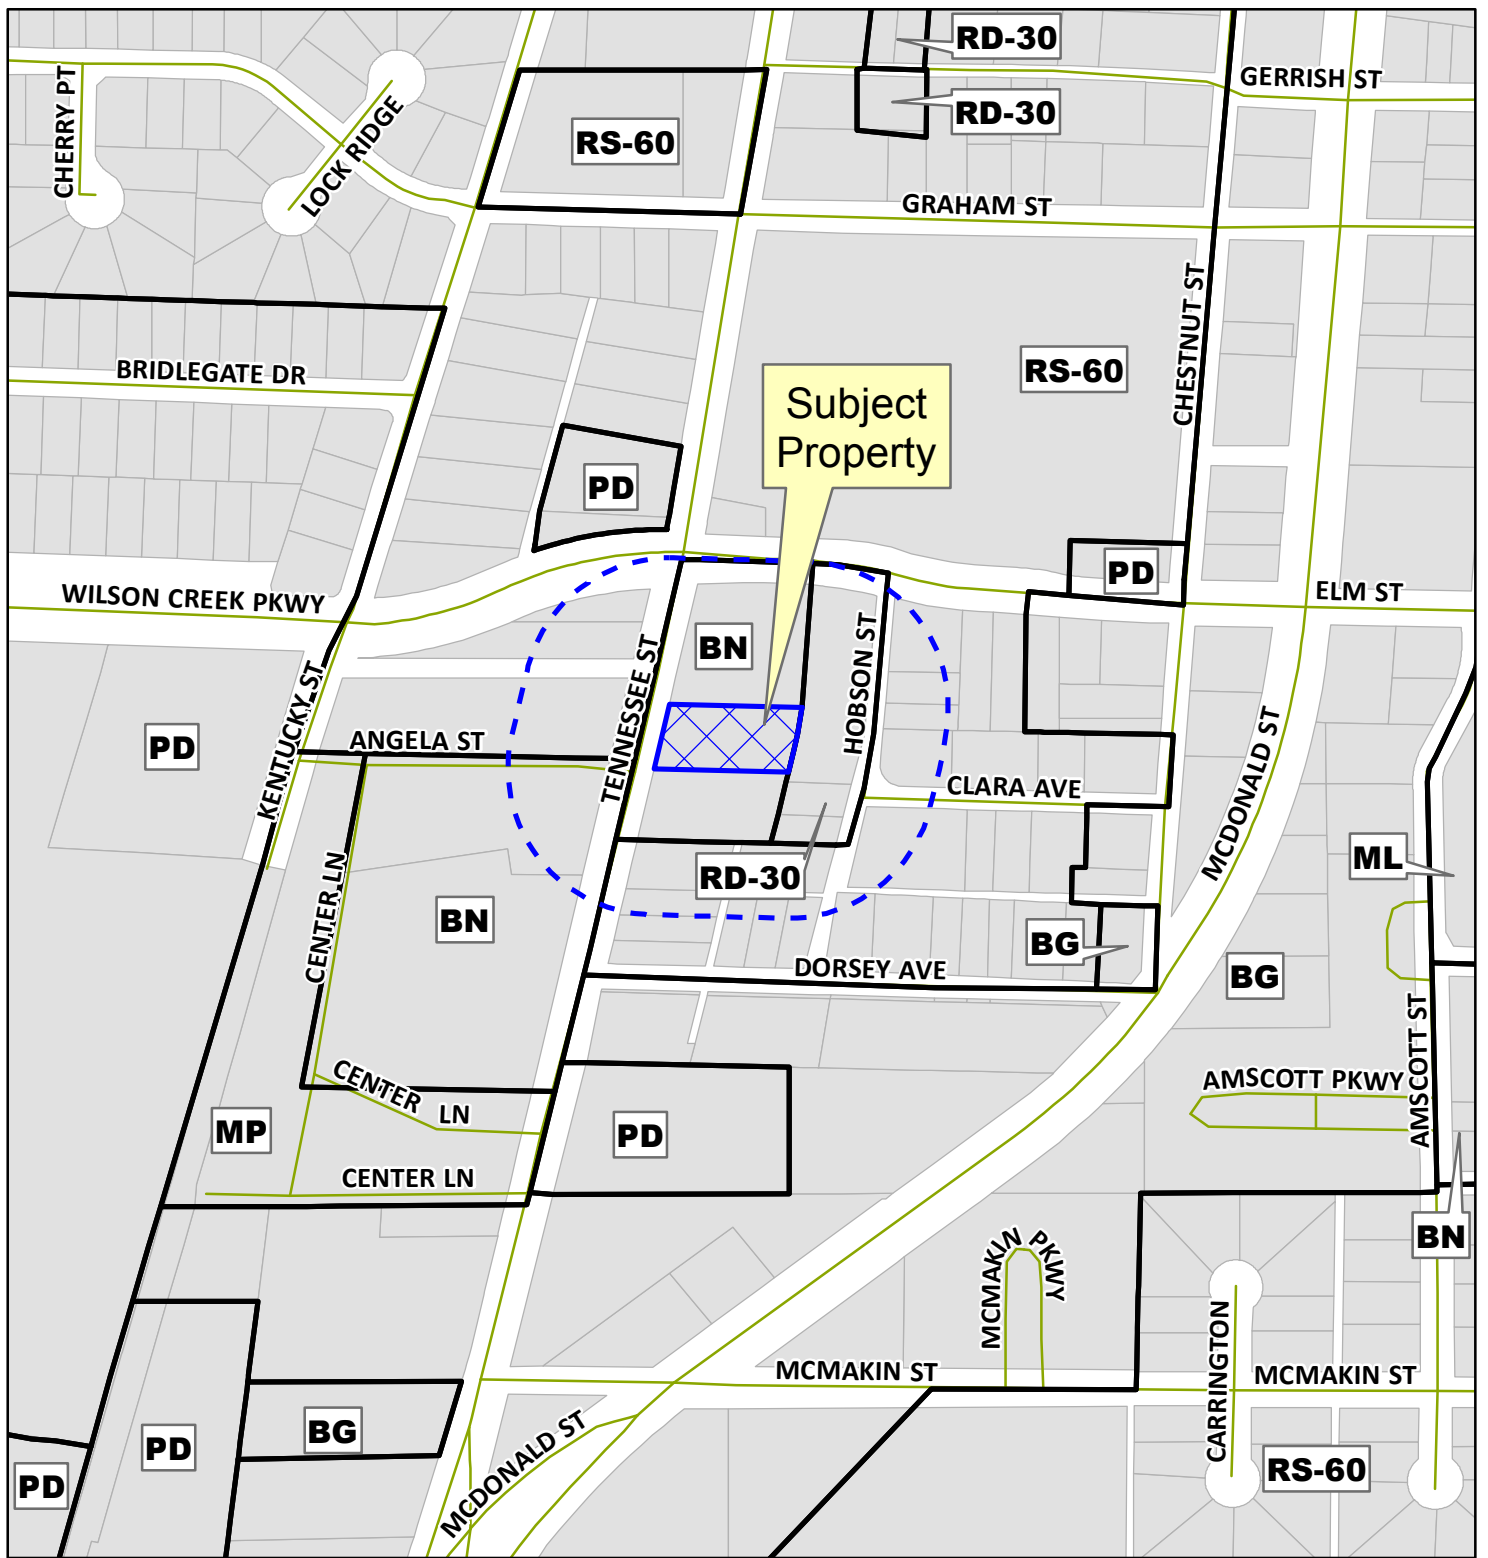 RD-30
GERRISH ST
CHERRY PT
LOCK RIDGE
RS-60
RD-30
GRAHAM ST
CHESTNUT ST
BRIDLEGATE DR
RS-60
Subject
Property
PD
PD
WILSON CREEK PKWY
ELM ST
BN
HOBSON ST
TENNESSEE ST
KENTUCKY ST
PD
ANGELA ST
CLARA AVE
MCDONALD ST
ML
CENTER LN
RD-30
BN
BG
DORSEY AVE
BG
AMSCOTT ST
CENTER LN
AMSCOTT PKWY
MP
PD
CENTER LN
BN
MCMAKIN PKWY
CARRINGTON
MCMAKIN ST
MCMAKIN ST
BG
PD
MCDONALD ST
RS-60
PD